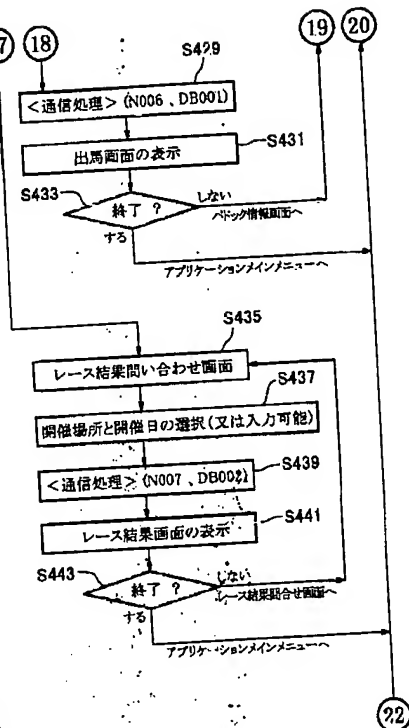 7 18 19 20
S429
<通信処理> (N006、DB001)
S431
出馬画面の表示
S433
終了 ?
しない
パドック情報画面へ
する
アプリケーションメインメニューへ
S435
レース結果問い合わせ画面
S437
開催場所と開催日の選択(又は入力可能)
S439
<通信処理> (N007、DB002)
S441
レース結果画面の表示
S443
終了 ?
しない
レース結果問合せ画面へ
する
アプリケーションメインメニューへ
22